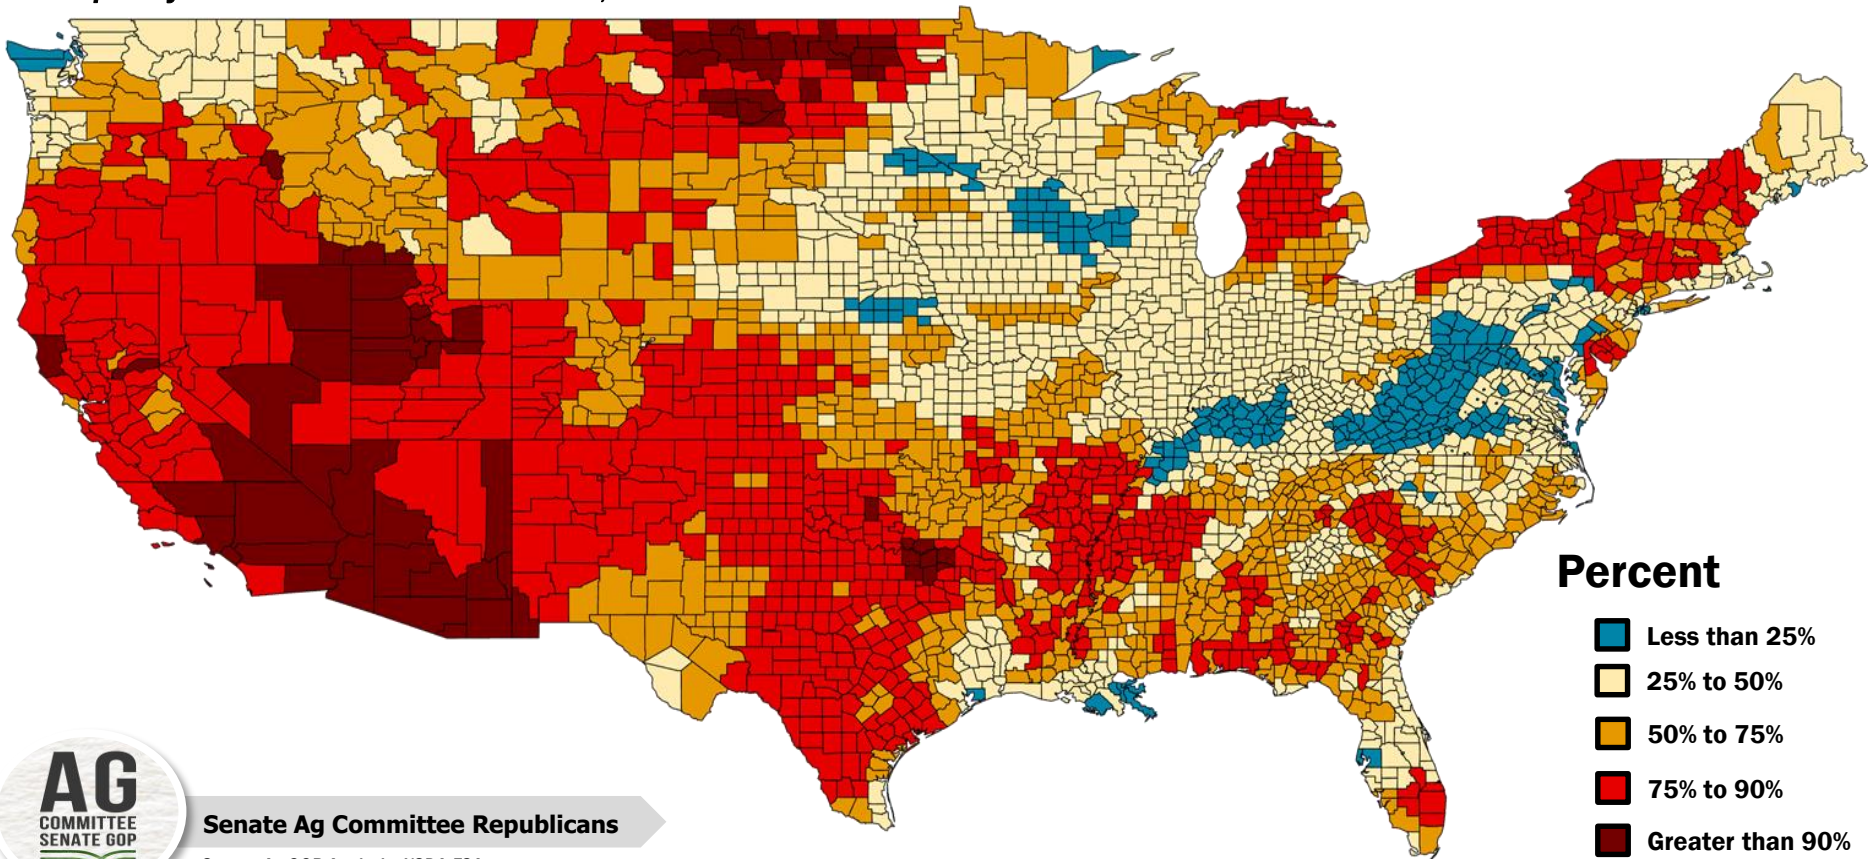 Percent
Less than 25%
25% to 50%
50% to 75%
75% to 90%
Greater than 90%
AG
COMMITTEE
SENATE GOP
Senate Ag Committee Republicans